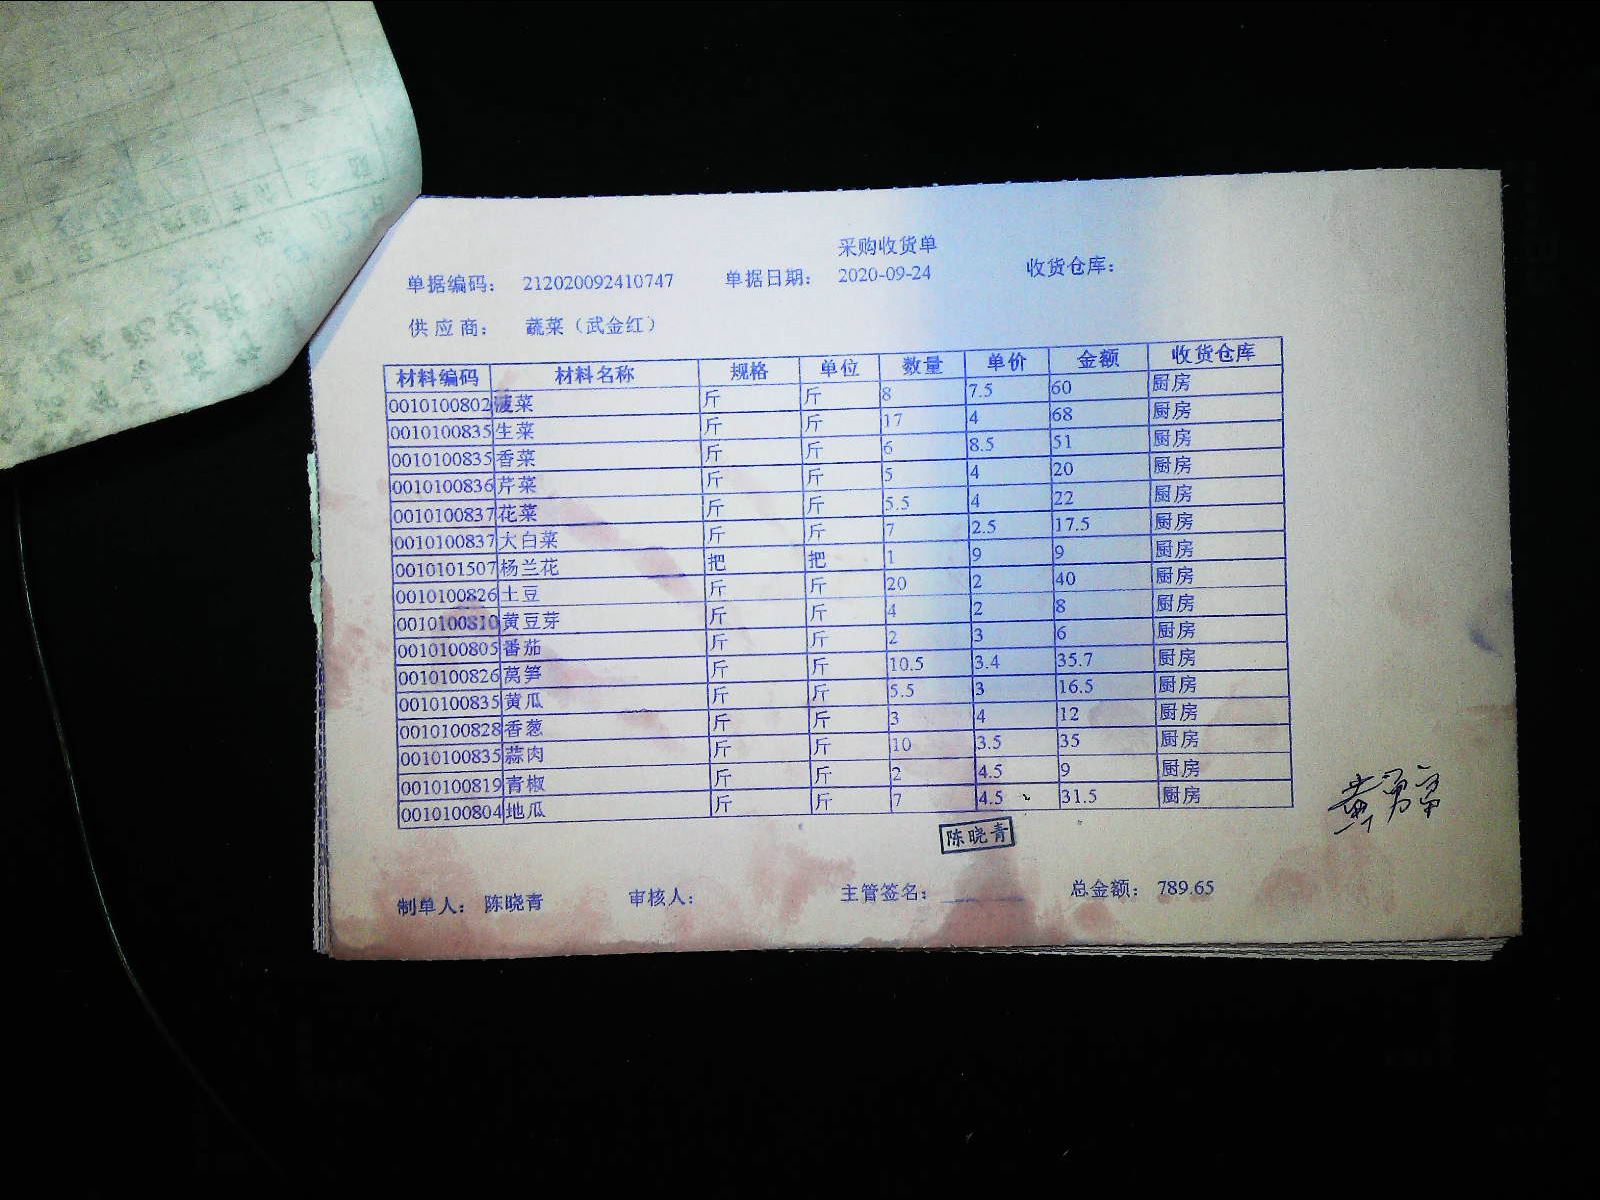 采购收货单
单据编码： 212020092410747 单据日期： 2020-09-24 收货仓库：
供应商： 蔬菜（武金红）
材料编码 材料名称 规格 单位 数量 单价 金额 收货仓库
0010100802 菠菜 斤 斤 8 7.5 60 厨房
0010100835 生菜 斤 斤 17 4 68 厨房
0010100835 香菜 斤 斤 6 8.5 51 厨房
0010100836 芹菜 斤 斤 5 4 20 厨房
0010100837 花菜 斤 斤 5.5 4 22 厨房
0010100837 大白菜 斤 斤 7 2.5 17.5 厨房
0010101507 杨兰花 把 把 1 9 9 厨房
0010100826 土豆 斤 斤 20 2 40 厨房
0010100810 黄豆芽 斤 斤 4 2 8 厨房
0010100805 番茄 斤 斤 2 3 6 厨房
0010100826 莴笋 斤 斤 10.5 3.4 35.7 厨房
0010100835 黄瓜 斤 斤 5.5 3 16.5 厨房
0010100828 香葱 斤 斤 3 4 12 厨房
0010100835 蒜肉 斤 斤 10 3.5 35 厨房
0010100819 青椒 斤 斤 2 4.5 9 厨房
0010100804 地瓜 斤 斤 7 4.5 31.5 厨房
陈晓青
制单人： 陈晓青 审核人： 主管签名： 总金额： 789.65